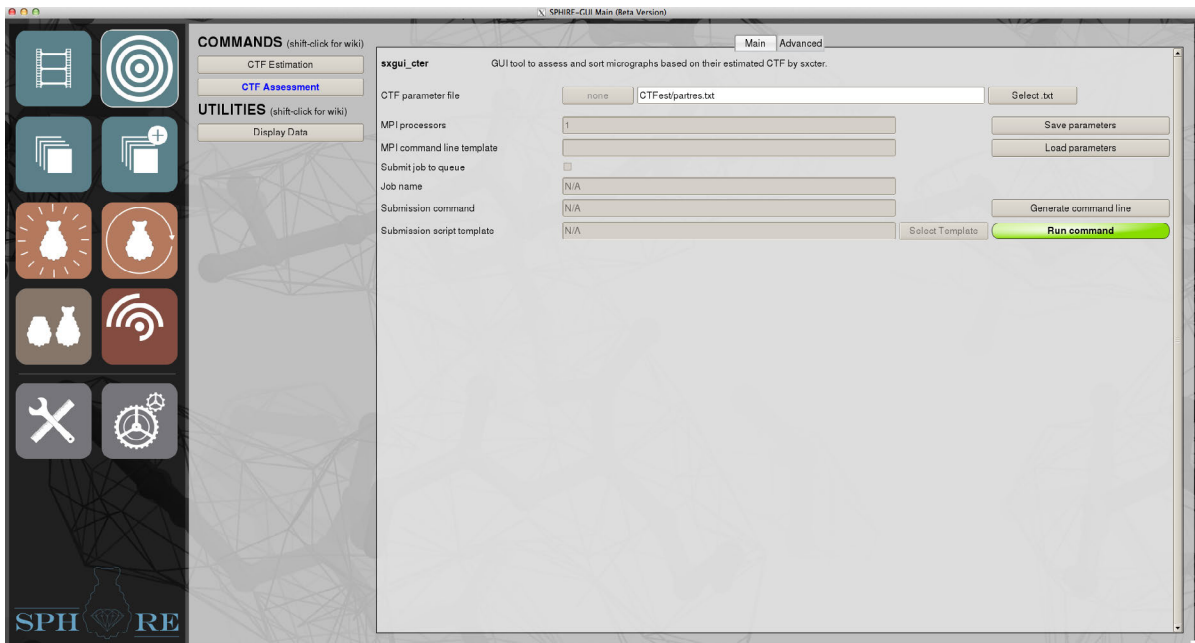 SPHIRE-GUI Main (Beta Version)
COMMANDS (shift-click for wiki)
CTF Estimation
CTF Assessment
UTILITIES (shift-click for wiki)
Display Data
Main Advanced
sxgui_cter GUI tool to assess and sort micrographs based on their estimated CTF by sxcter.
CTF parameter file none CTFest/partres.txt Select .txt
MPI processors 1 Save parameters
MPI command line template Load parameters
Submit job to queue
Job name N/A
Submission command N/A Generate command line
Submission script template N/A Select Template Run command
SPH RE